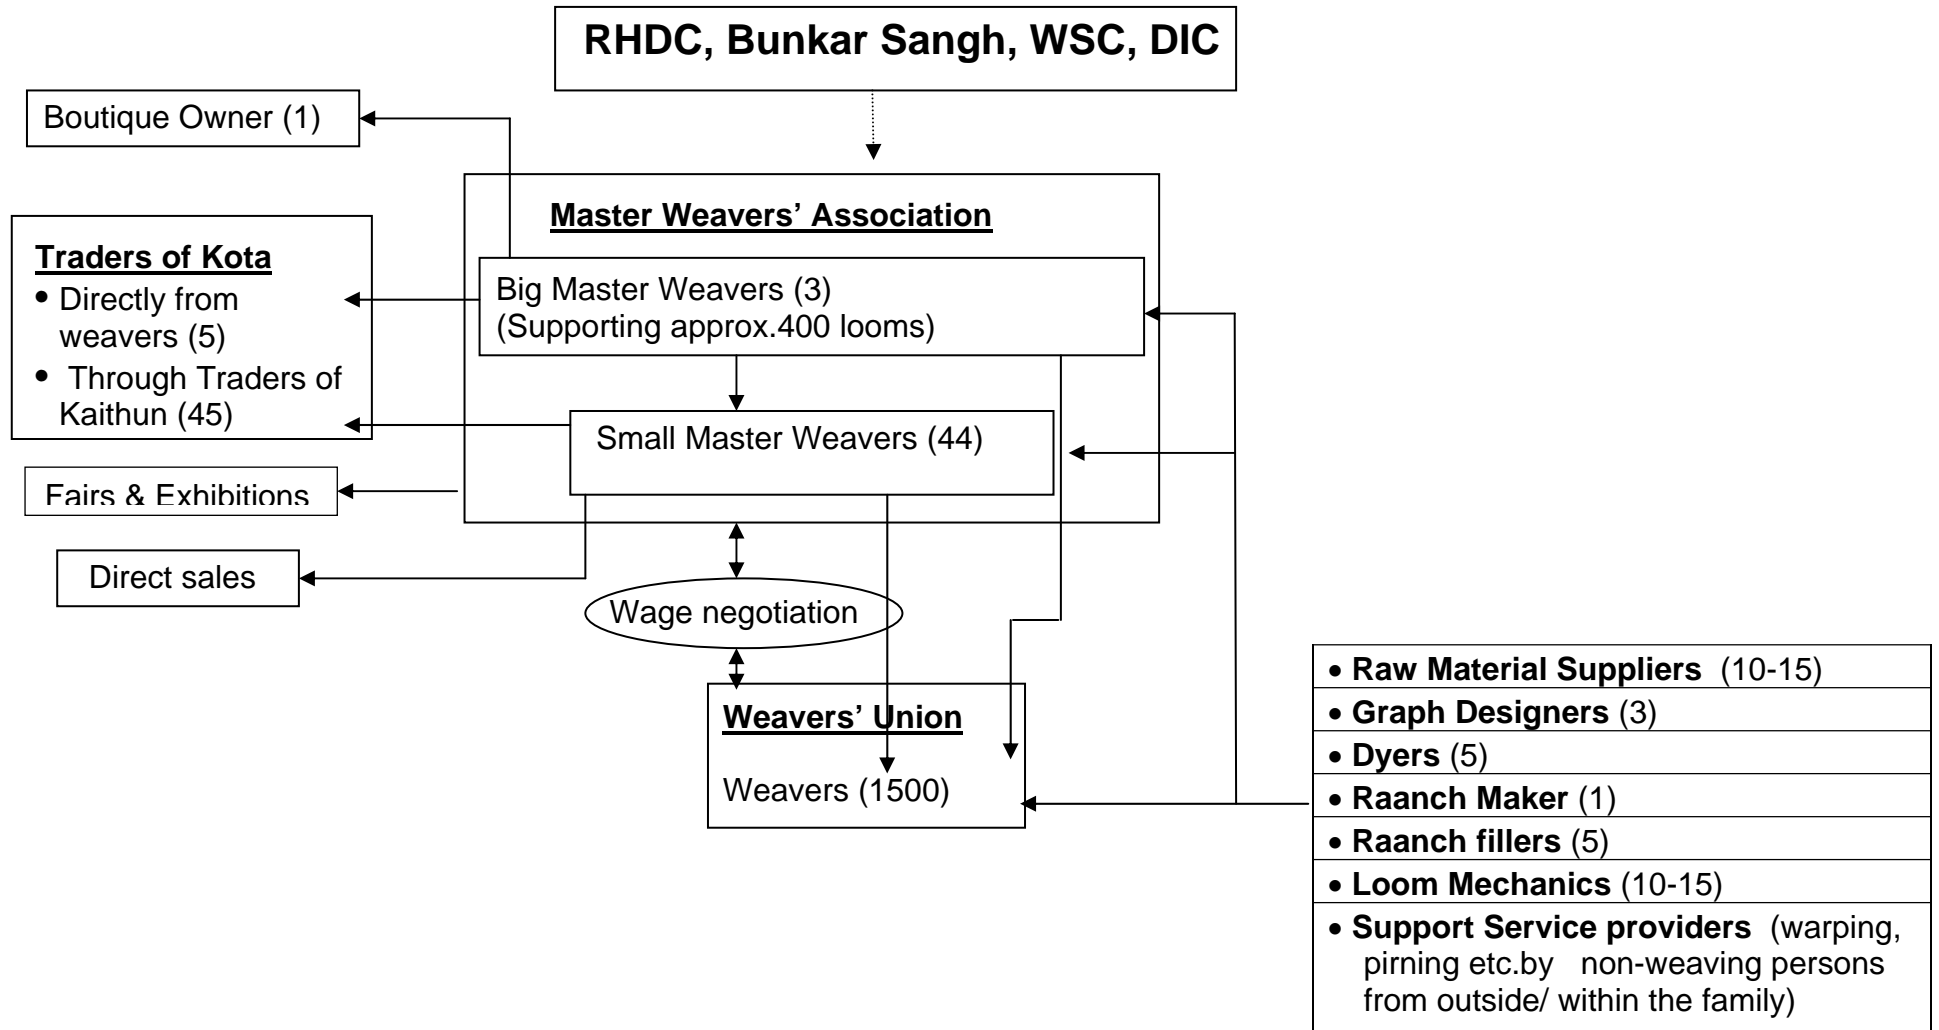 RHDC, Bunkar Sangh, WSC, DIC
Boutique Owner (1)
Master Weavers’ Association
Traders of Kota
• Directly from
weavers (5)
• Through Traders of
Kaithun (45)
Big Master Weavers (3)
(Supporting approx.400 looms)
Small Master Weavers (44)
Fairs & Exhibitions
Direct sales
Wage negotiation
Weavers’ Union
Weavers (1500)
• Raw Material Suppliers (10-15)
• Graph Designers (3)
• Dyers (5)
• Raanch Maker (1)
• Raanch fillers (5)
• Loom Mechanics (10-15)
• Support Service providers (warping,
pirning etc.by non-weaving persons
from outside/ within the family)